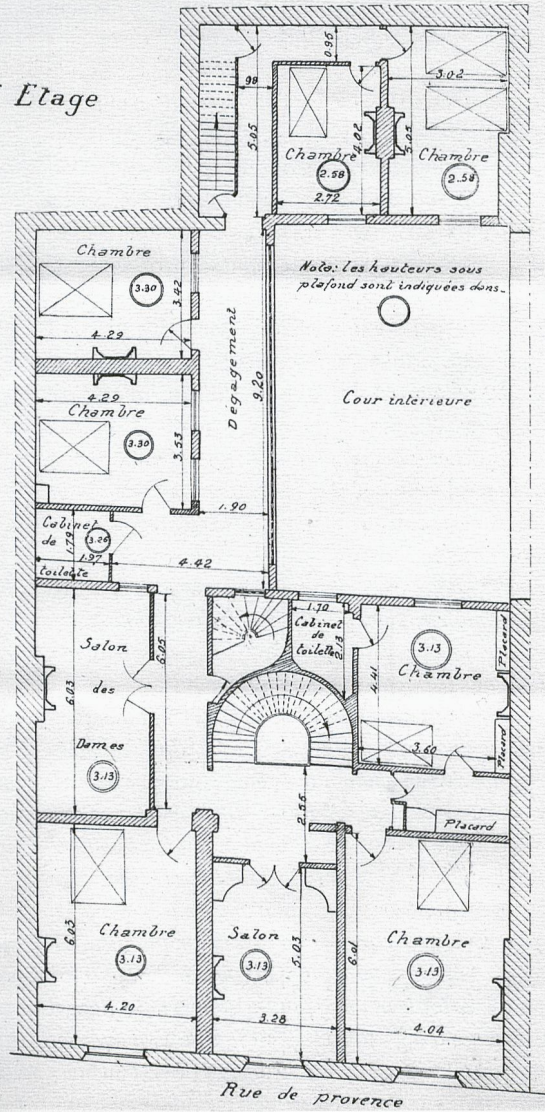 Etage
0.95
98
5.05
4.02
5.05
3.02
Chambre
2.58
2.72
Chambre
2.58
Chambre
3.30
3.42
4.29
Nota: les hauteurs sous
plafond sont indiquées dans_
Dégagement
9.20
Cour intérieure
4.29
Chambre
3.30
3.53
1.90
Cabinet
de
toilette
3.26
1.79
1.97
4.42
Salon
des
Dames
3.13
6.03
6.05
1.70
Cabinet
de
toilette
2.13
3.13
Chambre
4.41
3.60
Placard
Placard
2.55
Placard
Chambre
3.13
6.03
4.20
Salon
3.13
5.03
3.28
Chambre
3.13
6.01
4.04
Rue de provence